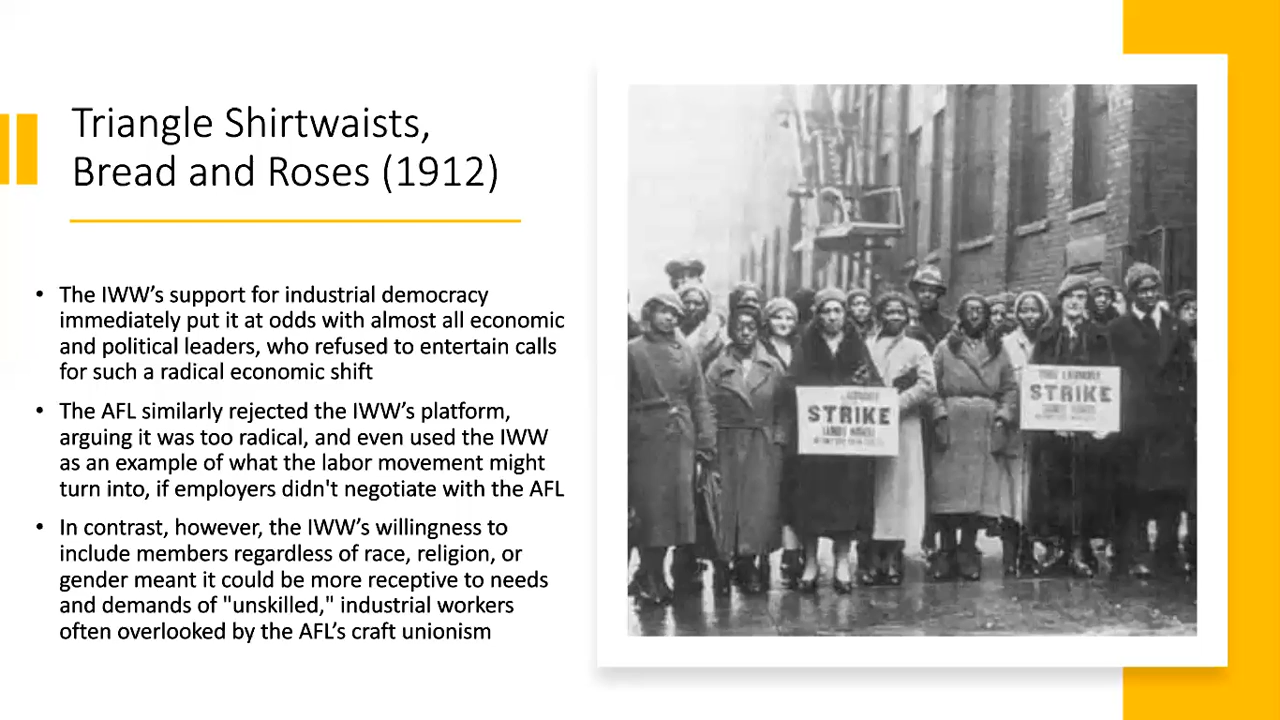 Triangle Shirtwaists,
Bread and Roses (1912)
• The IWW’s support for industrial democracy
immediately put it at odds with almost all economic
and political leaders, who refused to entertain calls
for such a radical economic shift
• The AFL similarly rejected the IWW’s platform,
arguing it was too radical, and even used the IWW
as an example of what the labor movement might
turn into, if employers didn't negotiate with the AFL
• In contrast, however, the IWW’s willingness to
include members regardless of race, religion, or
gender meant it could be more receptive to needs
and demands of "unskilled," industrial workers
often overlooked by the AFL’s craft unionism
STRIKE
STRIKE